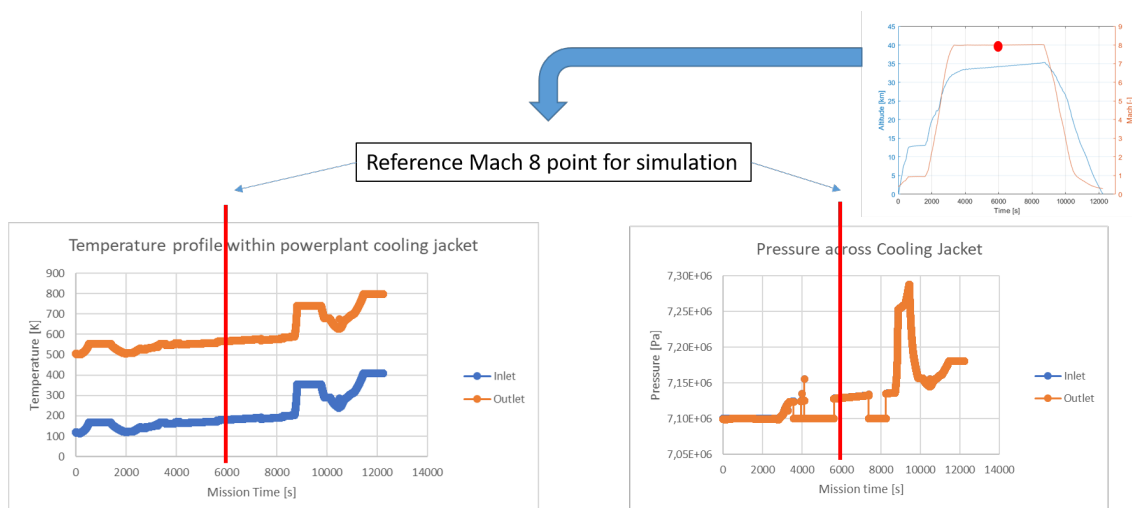 45
40
35
30
25
20
15
10
5
0
Altitude [km]
9
8
7
6
5
4
3
2
1
0
Mach [-]
0 2000 4000 6000 8000 10000 12000
Time [s]
Reference Mach 8 point for simulation
Temperature profile within powerplant cooling jacket
900
800
700
600
500
400
300
200
100
0
Temperature [K]
0 2000 4000 6000 8000 10000 12000 14000
Mission Time [s]
Inlet
Outlet
Pressure across Cooling Jacket
7,30E+06
7,25E+06
7,20E+06
7,15E+06
7,10E+06
7,05E+06
Pressure [Pa]
0 2000 4000 6000 8000 10000 12000 14000
Mission time [s]
Inlet
Outlet